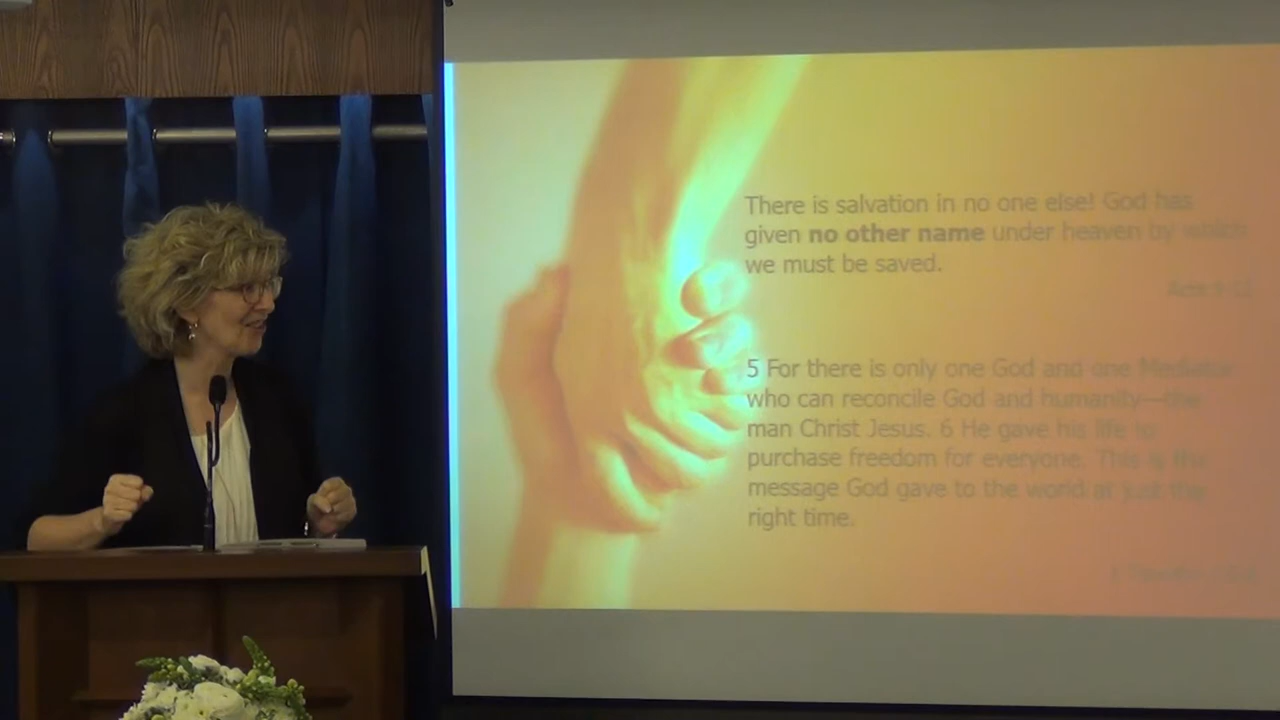 There is salvation in no one else! God has
given no other name under heaven by which
we must be saved.
Acts 4:12
5 For there is only one God and one Mediator
who can reconcile God and humanity—the
man Christ Jesus. 6 He gave his life to
purchase freedom for everyone. This is the
message God gave to the world at just the
right time.